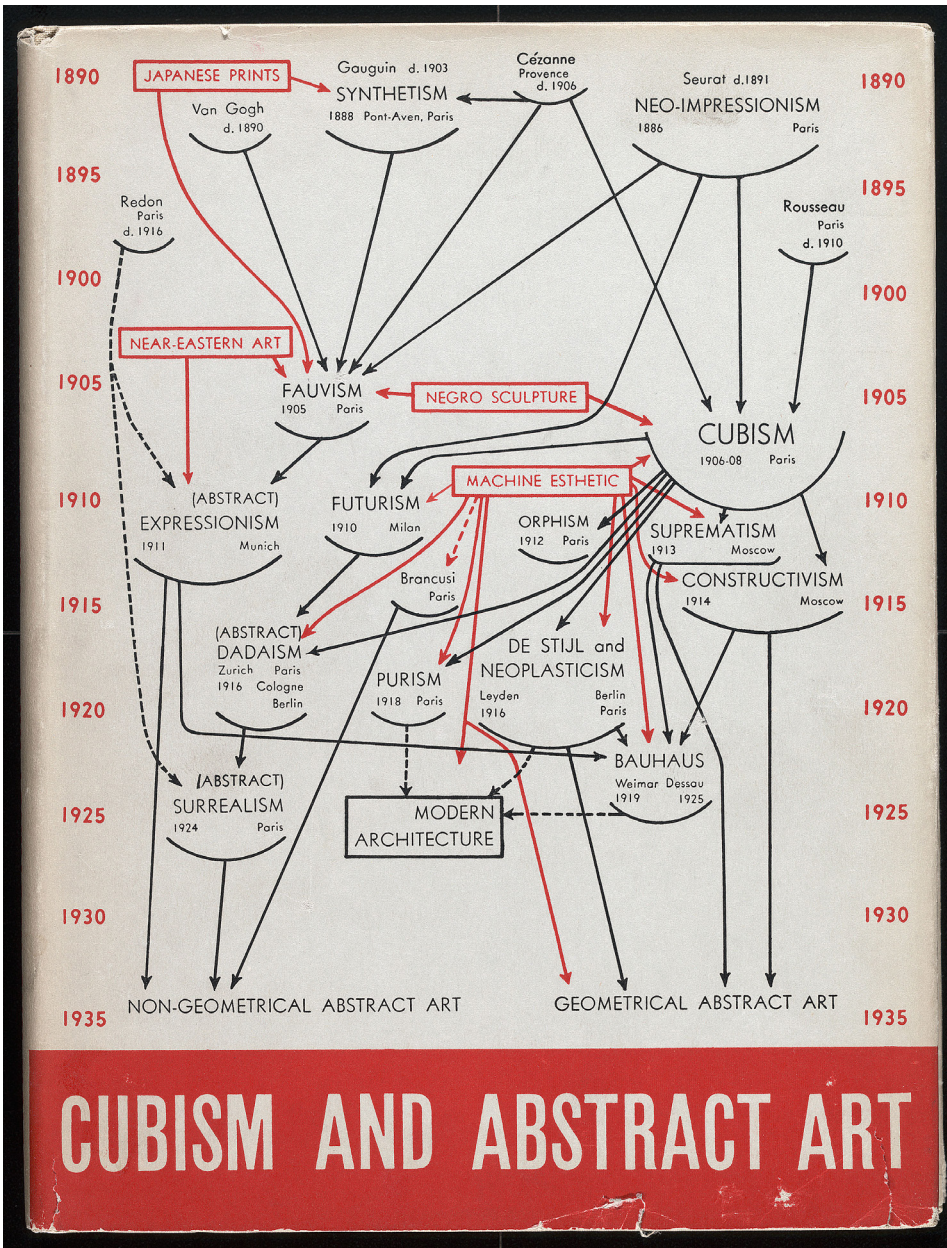 1890
JAPANESE PRINTS
Gauguin d. 1903
SYNTHETISM
1888 Pont-Aven, Paris
Cézanne
Provence
d. 1906
Seurat d.1891
NEO-IMPRESSIONISM
1886 Paris
1890
Van Gogh
d. 1890
1895
1895
Redon
Paris
d. 1916
Rousseau
Paris
d. 1910
1900
1900
NEAR-EASTERN ART
1905
FAUVISM
1905 Paris
NEGRO SCULPTURE
1905
CUBISM
1906-08 Paris
1910
(ABSTRACT)
EXPRESSIONISM
1911 Munich
FUTURISM
1910 Milan
MACHINE ESTHETIC
ORPHISM
1912 Paris
SUPREMATISM
1913 Moscow
1910
Brancusi
Paris
CONSTRUCTIVISM
1914 Moscow
1915
1915
(ABSTRACT)
DADAISM
Zurich Paris
1916 Cologne
Berlin
PURISM
1918 Paris
DE STIJL and
NEOPLASTICISM
Leyden Berlin
1916 Paris
1920
1920
BAUHAUS
Weimar Dessau
1919 1925
(ABSTRACT)
SURREALISM
1924 Paris
MODERN
ARCHITECTURE
1925
1925
1930
1930
NON-GEOMETRICAL ABSTRACT ART
GEOMETRICAL ABSTRACT ART
1935
1935
CUBISM AND ABSTRACT ART